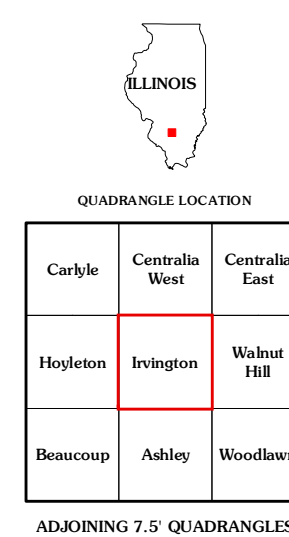 ILLINOIS
QUADRANGLE LOCATION
Carlyle
Centralia
West
Centralia
East
Hoyleton
Irvington
Walnut
Hill
Beaucoup
Ashley
Woodlawn
ADJOINING 7.5' QUADRANGLES